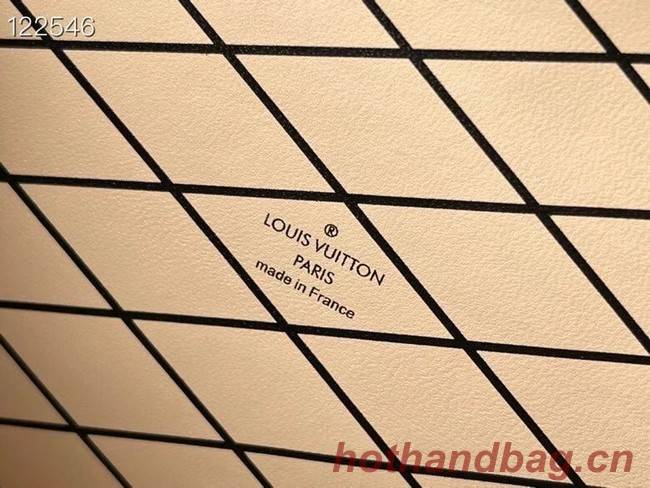 122546
®
LOUIS VUITTON
PARIS
made in France
hothandbag.cn